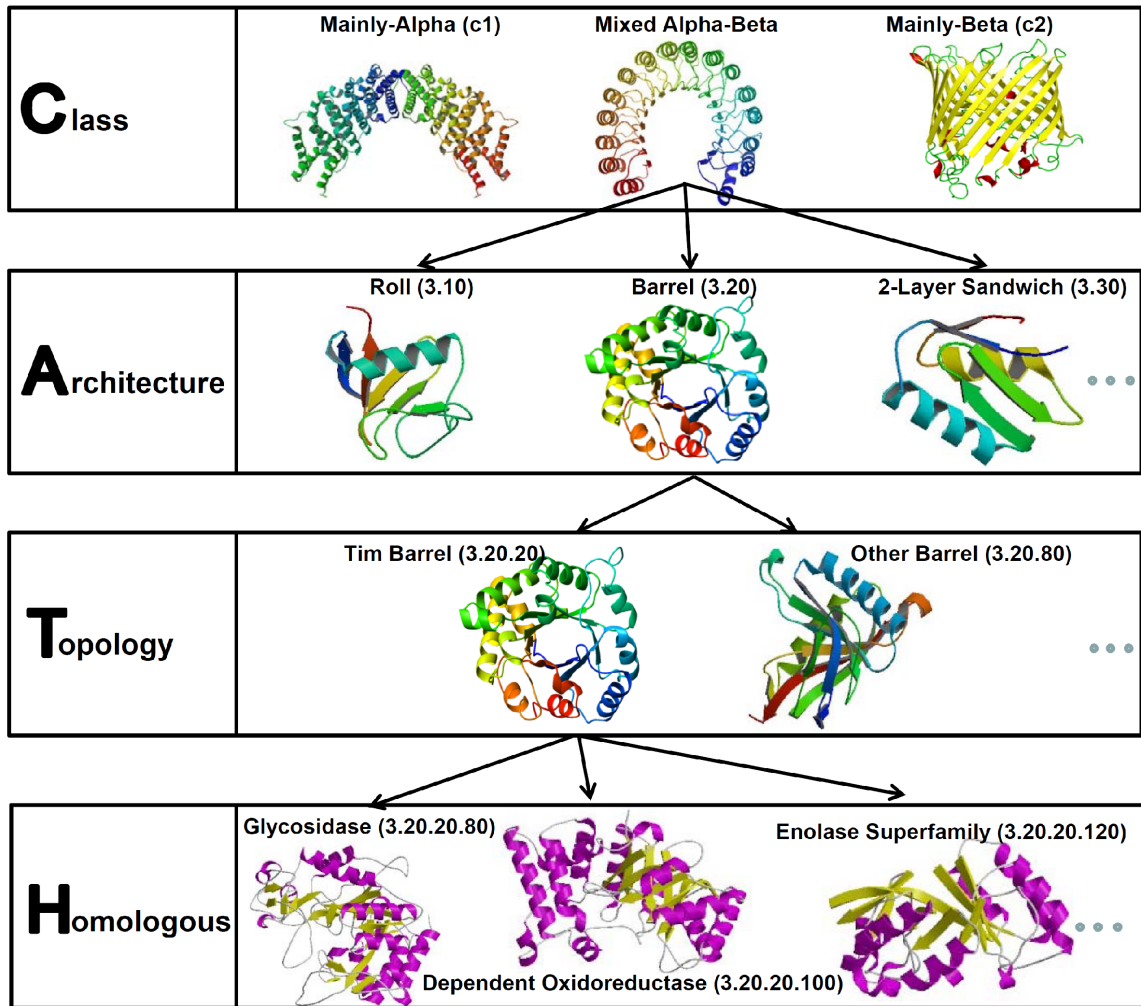 Class
Mainly-Alpha (c1)
Mixed Alpha-Beta
Mainly-Beta (c2)
Architecture
Roll (3.10)
Barrel (3.20)
2-Layer Sandwich (3.30)
Topology
Tim Barrel (3.20.20)
Other Barrel (3.20.80)
Homologous
Glycosidase (3.20.20.80)
Dependent Oxidoreductase (3.20.20.100)
Enolase Superfamily (3.20.20.120)